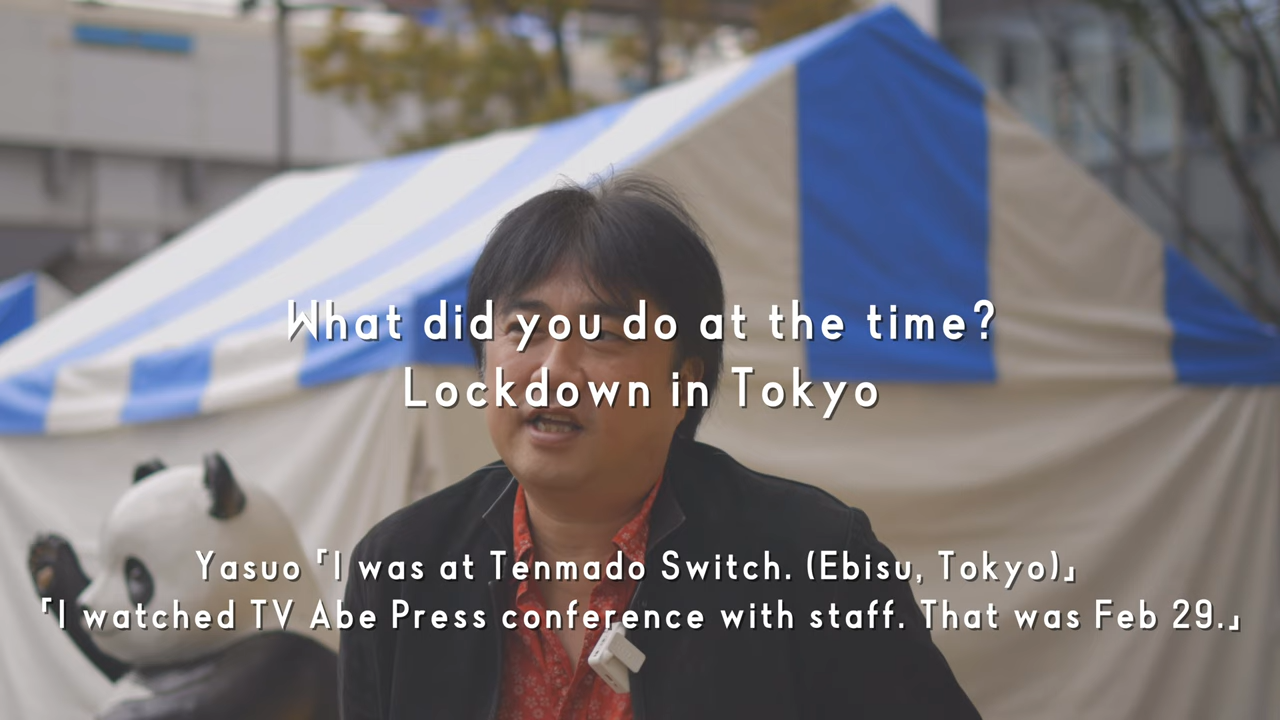 What did you do at the time?
Lockdown in Tokyo
Yasuo「I was at Tenmado Switch. (Ebisu, Tokyo)」
「I watched TV Abe Press conference with staff. That was Feb 29.」